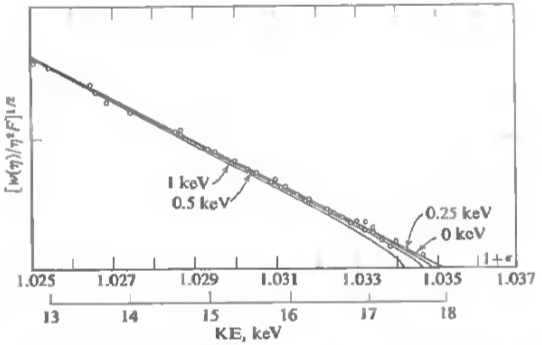 [w(η)/η²F]^1/2
1 keV
0.5 keV
0.25 keV
0 keV
1 + ϵ
1.025 1.027 1.029 1.031 1.033 1.035 1.037
13 14 15 16 17 18
KE, keV